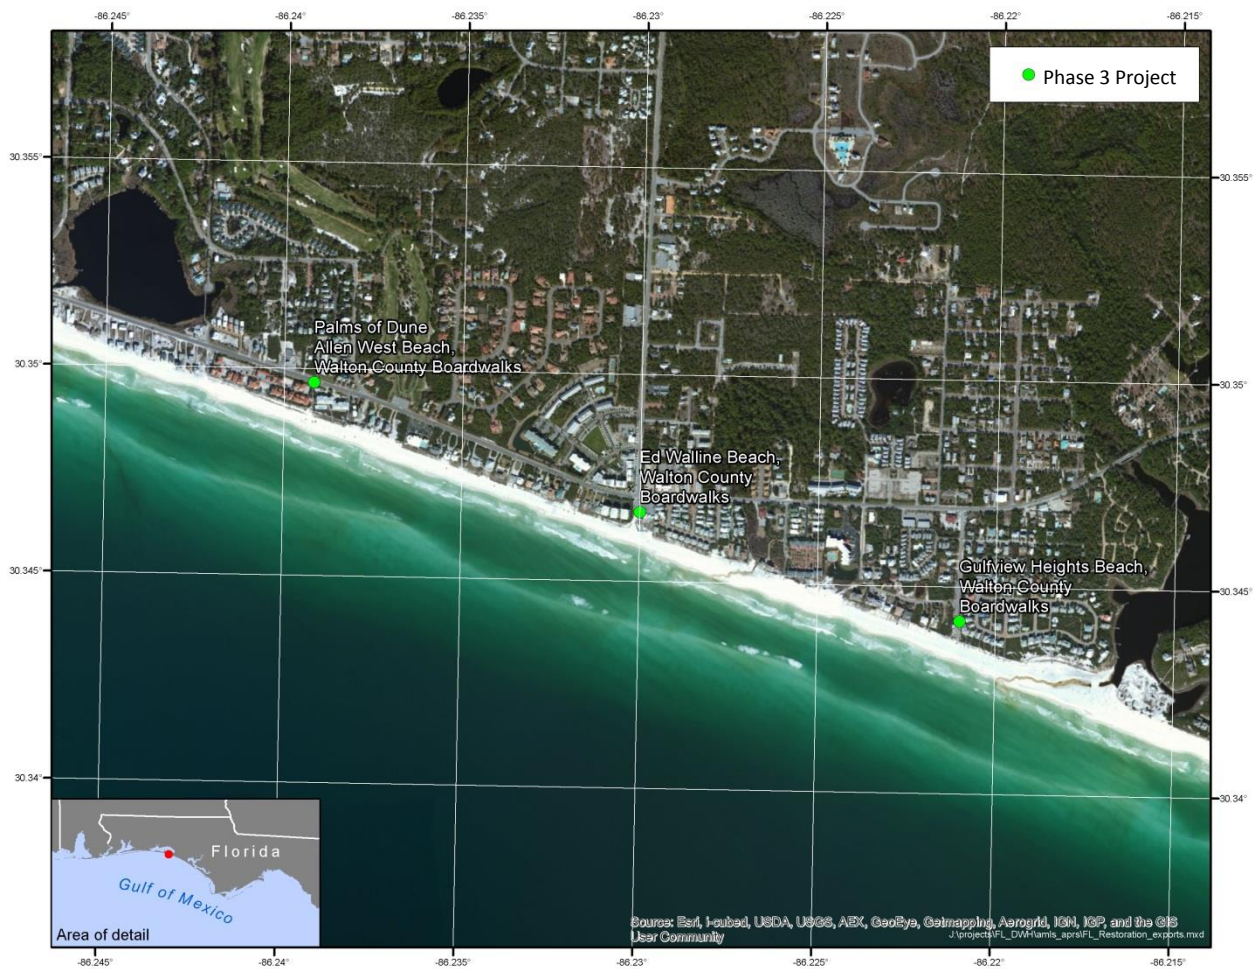 -86.245°
-86.24°
-86.235°
-86.23°
-86.225°
-86.22°
-86.215°
Phase 3 Project
30.355°
30.355°
Palms of Dune
Allen West Beach,
Walton County Boardwalks
30.35°
30.35°
Ed Walline Beach,
Walton County
Boardwalks
30.345°
Gulfview Heights Beach,
Walton County
Boardwalks
30.345°
30.34°
30.34°
Florida
Gulf of Mexico
Area of detail
Source: Esri, i-cubed, USDA, USGS, AEX, GeoEye, Getmapping, Aerogrid, IGN, IGP, and the GIS
User Community
J:\projects\FL_DWH\amls_aprs\FL_Restoration_exports.mxd
-86.245°
-86.24°
-86.235°
-86.23°
-86.225°
-86.22°
-86.215°